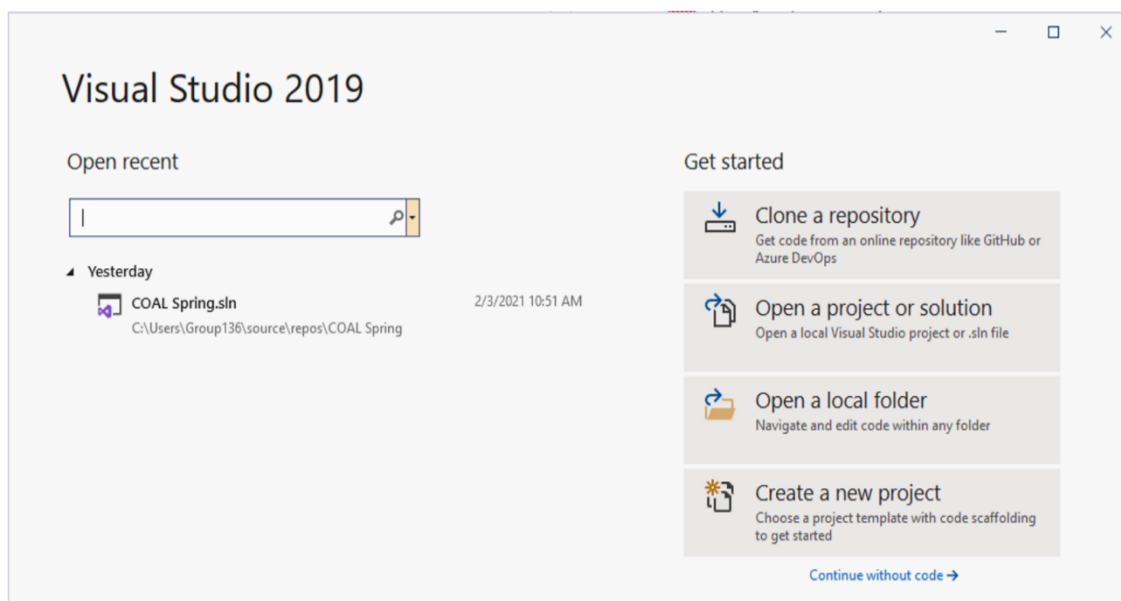 Visual Studio 2019
Open recent
Yesterday
COAL Spring.sln
2/3/2021 10:51 AM
C:\Users\Group136\source\repos\COAL Spring
Get started
Clone a repository
Get code from an online repository like GitHub or
Azure DevOps
Open a project or solution
Open a local Visual Studio project or .sln file
Open a local folder
Navigate and edit code within any folder
Create a new project
Choose a project template with code scaffolding
to get started
Continue without code →